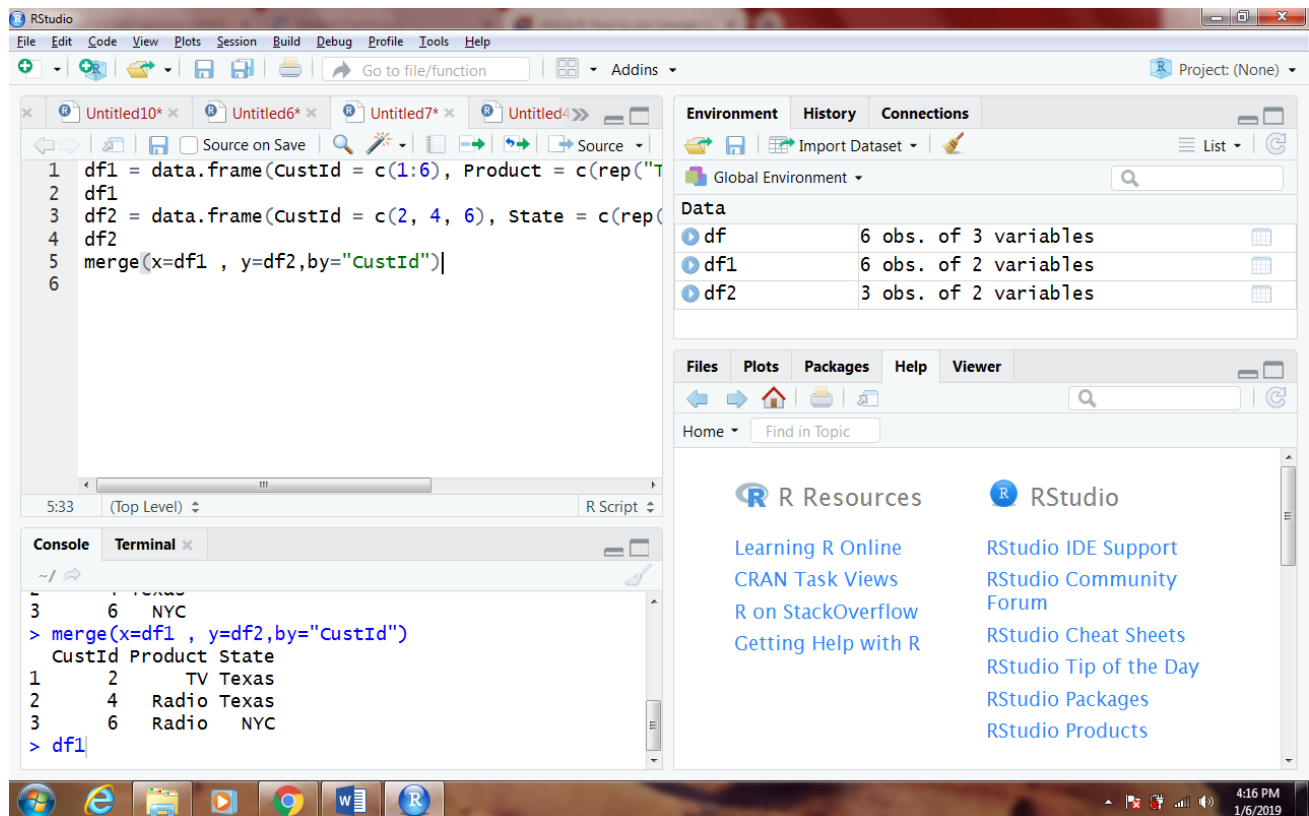 RStudio
File Edit Code View Plots Session Build Debug Profile Tools Help
Go to file/function Addins Project: (None)
Untitled10* Untitled6* Untitled7* Untitled4
Source on Save Source
1 df1 = data.frame(CustId = c(1:6), Product = c(rep("T
2 df1
3 df2 = data.frame(CustId = c(2, 4, 6), State = c(rep(
4 df2
5 merge(x=df1 , y=df2,by="CustId")
6
5:33 (Top Level) R Script
Console Terminal
~/
3 6 NYC
> merge(x=df1 , y=df2,by="CustId")
CustId Product State
1 2 TV Texas
2 4 Radio Texas
3 6 Radio NYC
> df1
Environment History Connections
Import Dataset List
Global Environment
Data
df 6 obs. of 3 variables
df1 6 obs. of 2 variables
df2 3 obs. of 2 variables
Files Plots Packages Help Viewer
Home Find in Topic
R Resources
Learning R Online
CRAN Task Views
R on StackOverflow
Getting Help with R
RStudio
RStudio IDE Support
RStudio Community
Forum
RStudio Cheat Sheets
RStudio Tip of the Day
RStudio Packages
RStudio Products
4:16 PM
1/6/2019